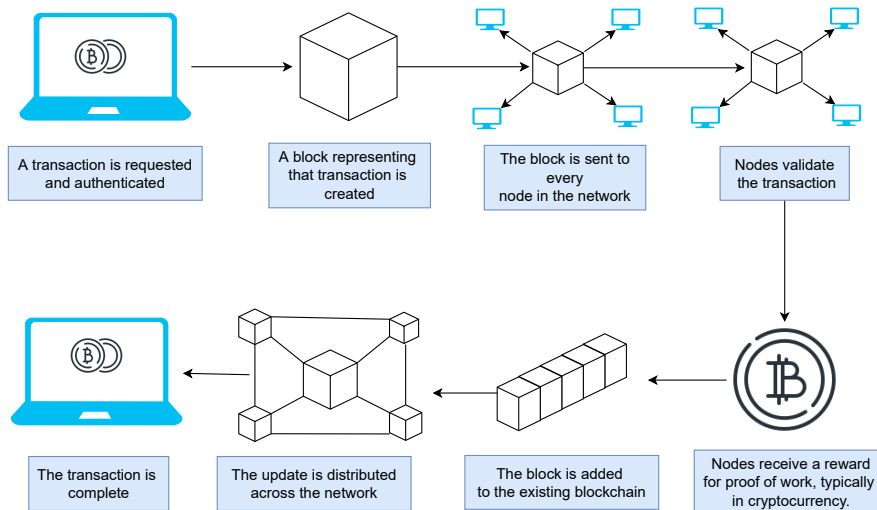 A transaction is requested
and authenticated
A block representing
that transaction is
created
The block is sent to
every
node in the network
Nodes validate
the transaction
The transaction is
complete
The update is distributed
across the network
The block is added
to the existing blockchain
Nodes receive a reward
for proof of work, typically
in cryptocurrency.